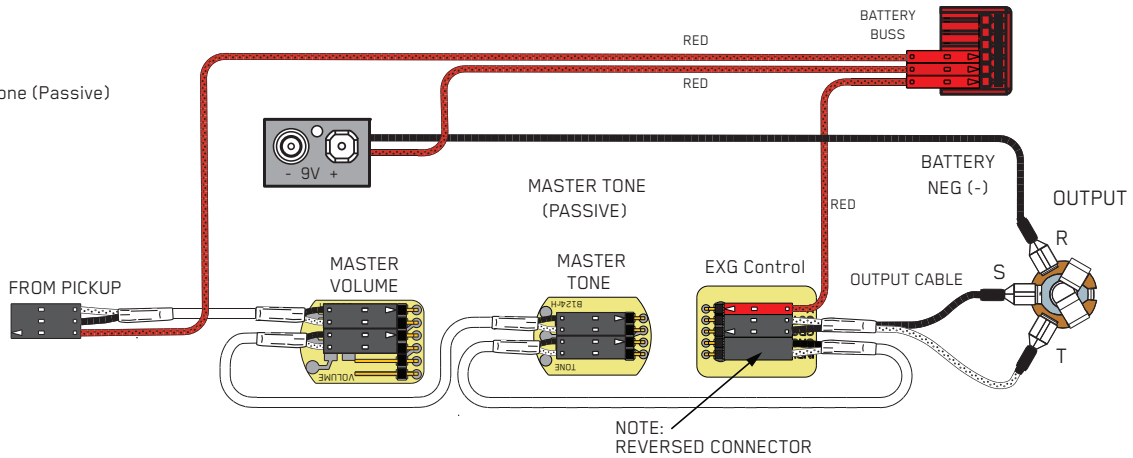 BATTERY
BUSS
RED
one (Passive)
RED
- 9V +
BATTERY
NEG (-)
MASTER TONE
(PASSIVE)
OUTPUT
RED
R
MASTER
VOLUME
MASTER
TONE
EXG Control
S
OUTPUT CABLE
FROM PICKUP
B124/H
T
VOLUME
TONE
NOTE:
REVERSED CONNECTOR